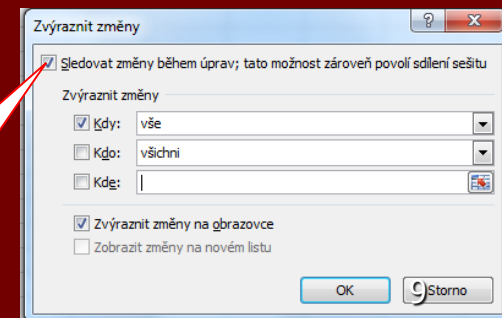 Zvýraznit změny
Sledovat změny během úprav; tato možnost zároveň povolí sdílení sešitu
Zvýraznit změny
Kdy: vše
Kdo: všichni
Kde:
Zvýraznit změny na obrazovce
Zobrazit změny na novém listu
OK 9 Storno